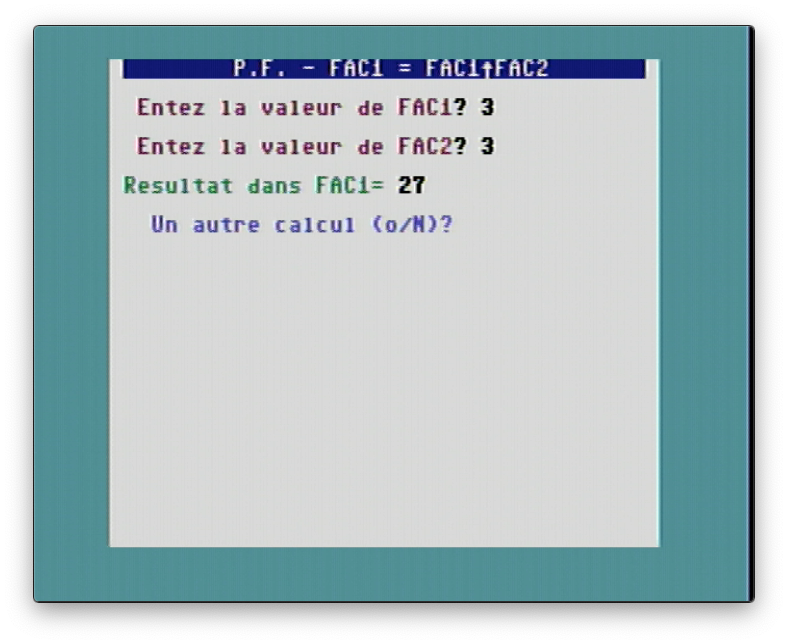 P.F. - FAC1 = FAC1↑FAC2
Entez la valeur de FAC1? 3
Entez la valeur de FAC2? 3
Resultat dans FAC1= 27
Un autre calcul (o/N)?